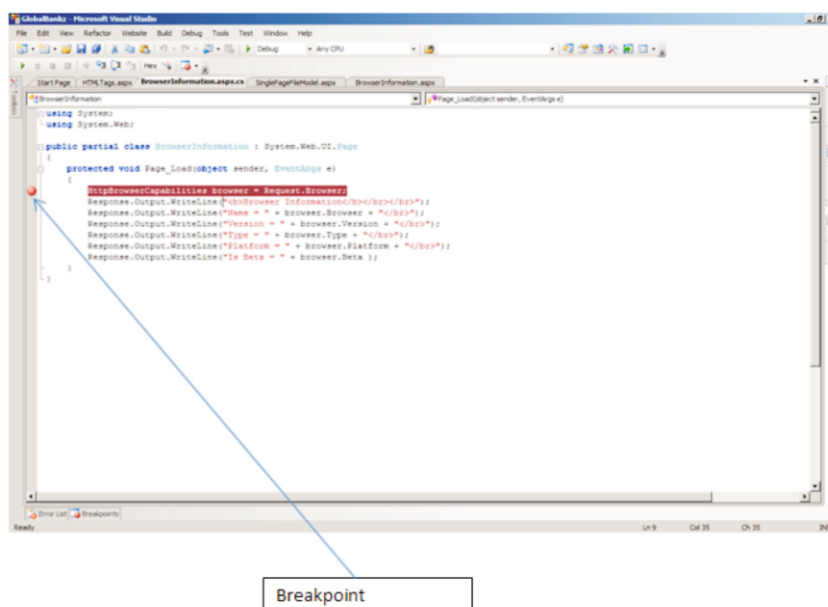 GlobalBankz - Microsoft Visual Studio
File Edit View Refactor Website Build Debug Tools Test Window Help
Debug Any CPU
Hex
Start Page HTMLTags.aspx BrowserInformation.aspx.cs SinglePageFileModel.aspx BrowserInformation.aspx
Toolbox
BrowserInformation Page_Load(object sender, EventArgs e)
using System;
using System.Web;
public partial class BrowserInformation : System.Web.UI.Page
{
protected void Page_Load(object sender, EventArgs e)
{
HttpBrowserCapabilities browser = Request.Browser;
Response.Output.WriteLine("<b>Browser Information</b></br></br>");
Response.Output.WriteLine("Name = " + browser.Browser + "</br>");
Response.Output.WriteLine("Version = " + browser.Version + "</br>");
Response.Output.WriteLine("Type = " + browser.Type + "</br>");
Response.Output.WriteLine("Platform = " + browser.Platform + "</br>");
Response.Output.WriteLine("Is Beta = " + browser.Beta );
}
}
Error List Breakpoints
Ready Ln 9 Col 35 Ch 35 INS
Breakpoint